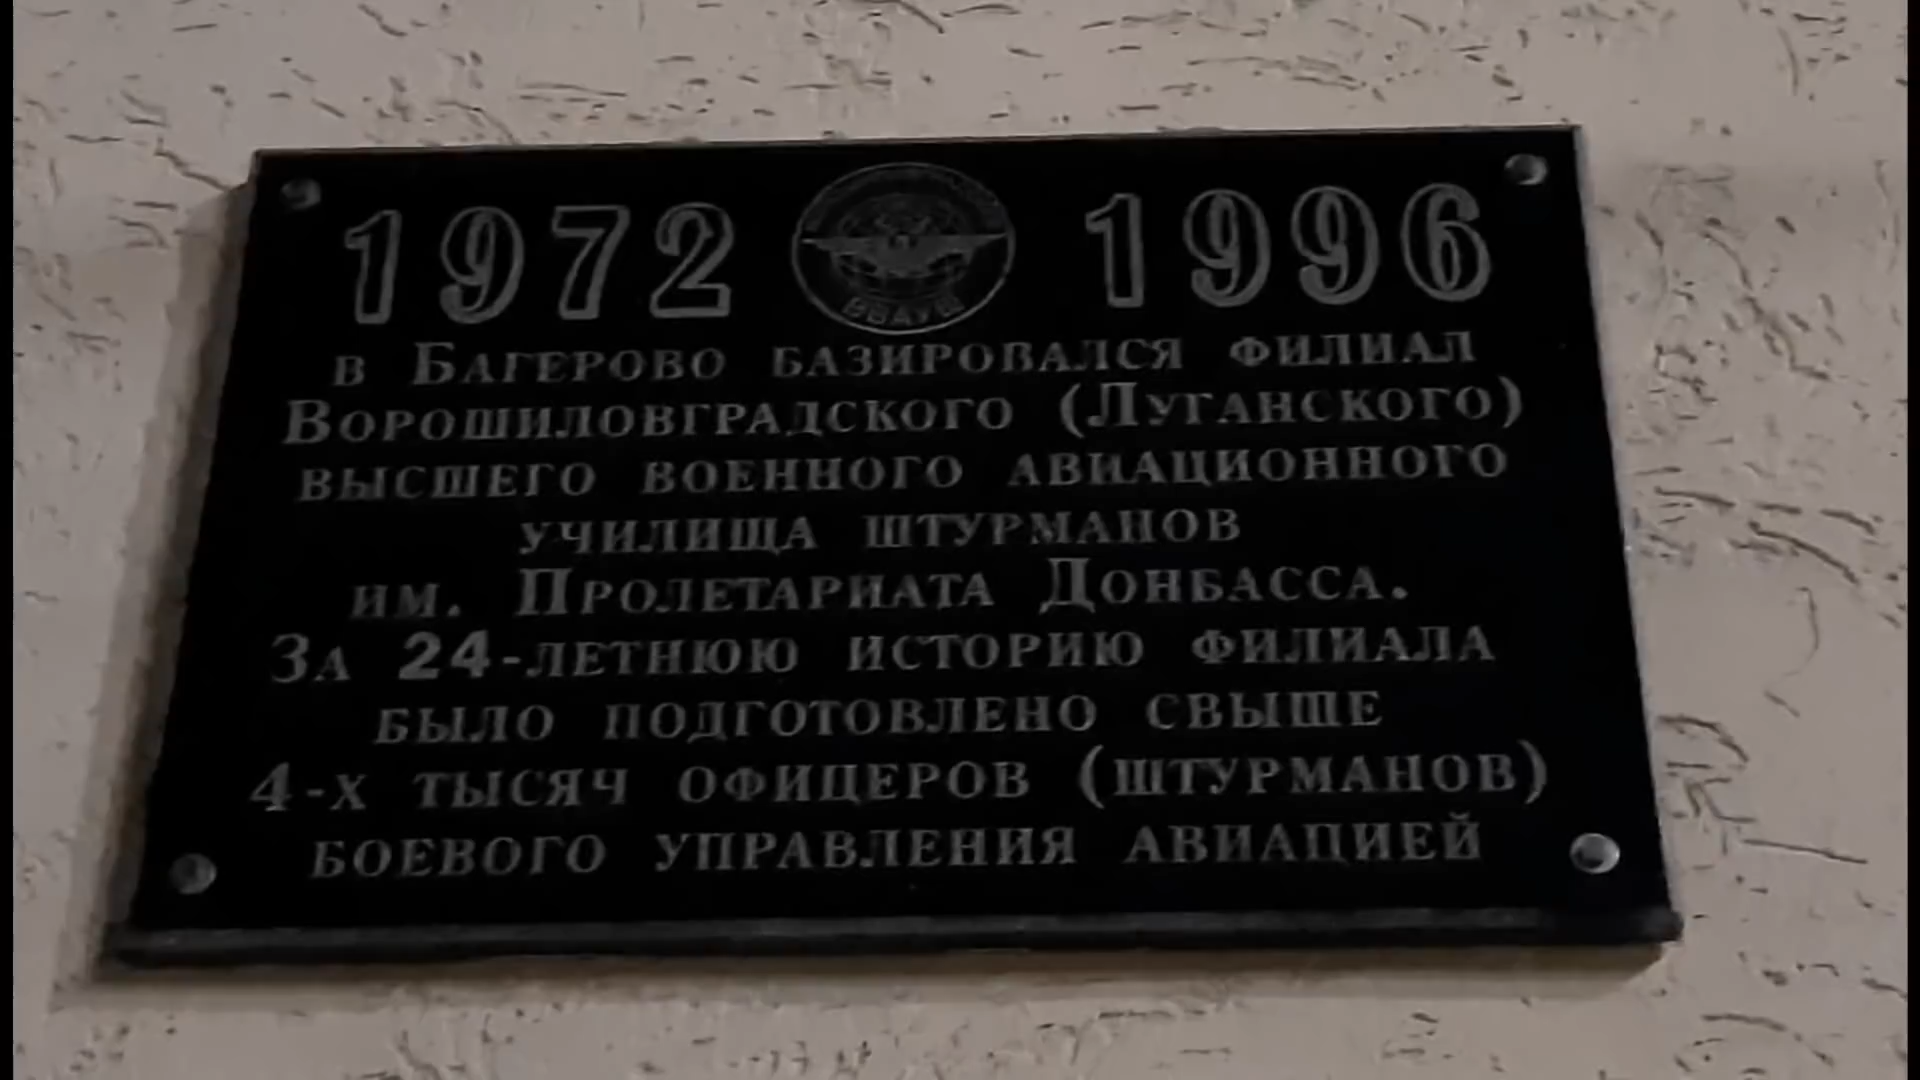 1972 ВВАУШ 1996
в Багерово базировался филиал
Ворошиловградского (Луганского)
высшего военного авиационного
училища штурманов
им. Пролетариата Донбасса.
За 24-летнюю историю филиала
было подготовлено свыше
4-х тысяч офицеров (штурманов)
боевого управления авиацией